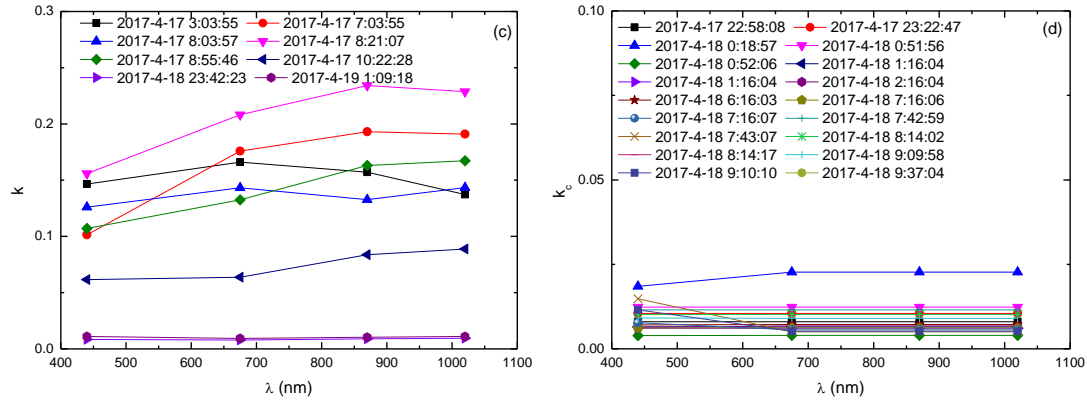 (c)
2017-4-17 3:03:55 2017-4-17 7:03:55
2017-4-17 8:03:57 2017-4-17 8:21:07
2017-4-17 8:55:46 2017-4-17 10:22:28
2017-4-18 23:42:23 2017-4-19 1:09:18
0.3
0.2
0.1
0.0
k
400 500 600 700 800 900 1000 1100
λ (nm)
(d)
2017-4-17 22:58:08 2017-4-17 23:22:47
2017-4-18 0:18:57 2017-4-18 0:51:56
2017-4-18 0:52:06 2017-4-18 1:16:04
2017-4-18 1:16:04 2017-4-18 2:16:04
2017-4-18 6:16:03 2017-4-18 7:16:06
2017-4-18 7:16:07 2017-4-18 7:42:59
2017-4-18 7:43:07 2017-4-18 8:14:02
2017-4-18 8:14:17 2017-4-18 9:09:58
2017-4-18 9:10:10 2017-4-18 9:37:04
0.10
0.05
0.00
k_c
400 500 600 700 800 900 1000 1100
λ (nm)